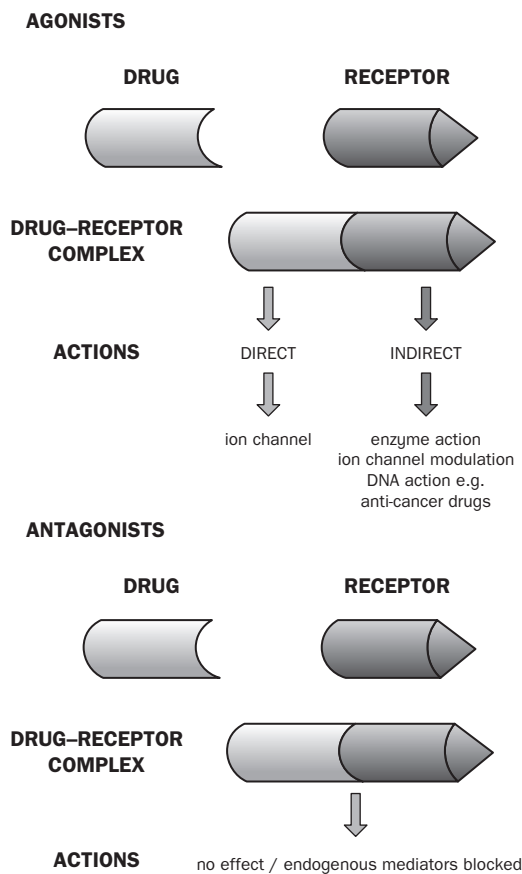 AGONISTS
DRUG
RECEPTOR
DRUG–RECEPTOR
COMPLEX
ACTIONS
DIRECT
INDIRECT
ion channel
enzyme action
ion channel modulation
DNA action e.g.
anti-cancer drugs
ANTAGONISTS
DRUG
RECEPTOR
DRUG–RECEPTOR
COMPLEX
ACTIONS
no effect / endogenous mediators blocked